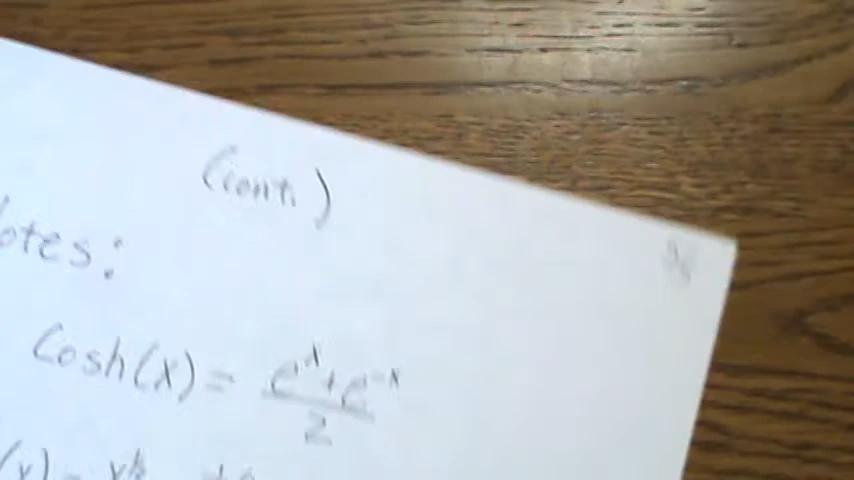 (cont.)
otes:
Cosh(x) = e^x + e^-x / 2
(x) =